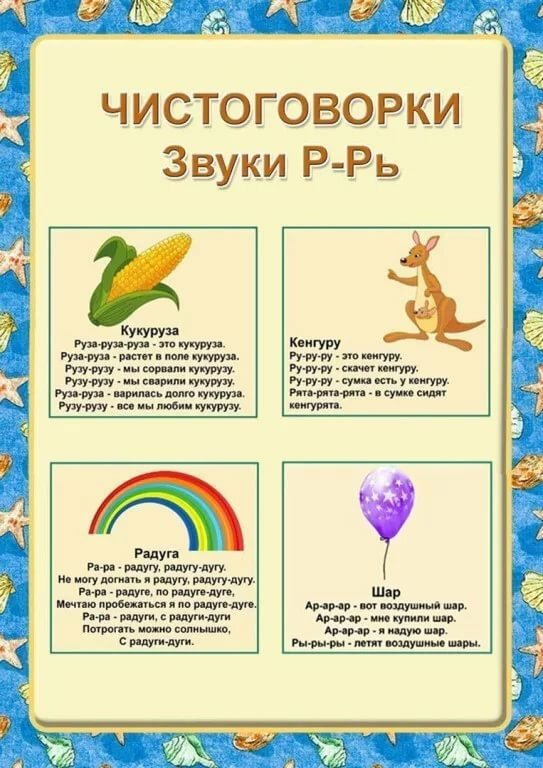 ЧИСТОГОВОРКИ
Звуки Р-Рь
Кукуруза
Руза-руза-руза - это кукуруза.
Руза-руза - растет в поле кукуруза.
Рузу-рузу - мы сорвали кукурузу.
Рузу-рузу - мы сварили кукурузу.
Руза-руза - варилась долго кукуруза.
Рузу-рузу - все мы любим кукурузу.
Кенгуру
Ру-ру-ру - это кенгуру.
Ру-ру-ру - скачет кенгуру.
Ру-ру-ру - сумка есть у кенгуру.
Рята-рята-рята - в сумке сидят
кенгурята.
Радуга
Ра-ра - радугу, радугу-дугу.
Не могу догнать я радугу, радугу-дугу.
Ра-ра - радуге, по радуге-дуге,
Мечтаю пробежаться я по радуге-дуге.
Ра-ра - радуги, с радуги-дуги
Потрогать можно солнышко,
С радуги-дуги.
Шар
Ар-ар-ар - вот воздушный шар.
Ар-ар-ар - мне купили шар.
Ар-ар-ар - я надую шар.
Ры-ры-ры - летят воздушные шары.